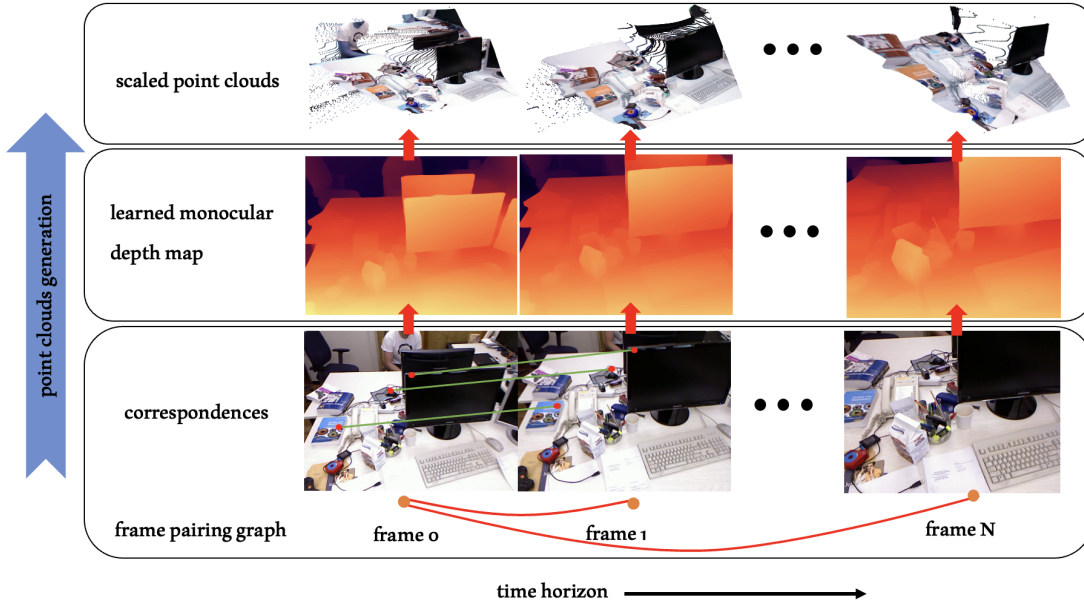 scaled point clouds
point clouds generation
learned monocular
depth map
correspondences
frame pairing graph
frame 0
frame 1
frame N
time horizon